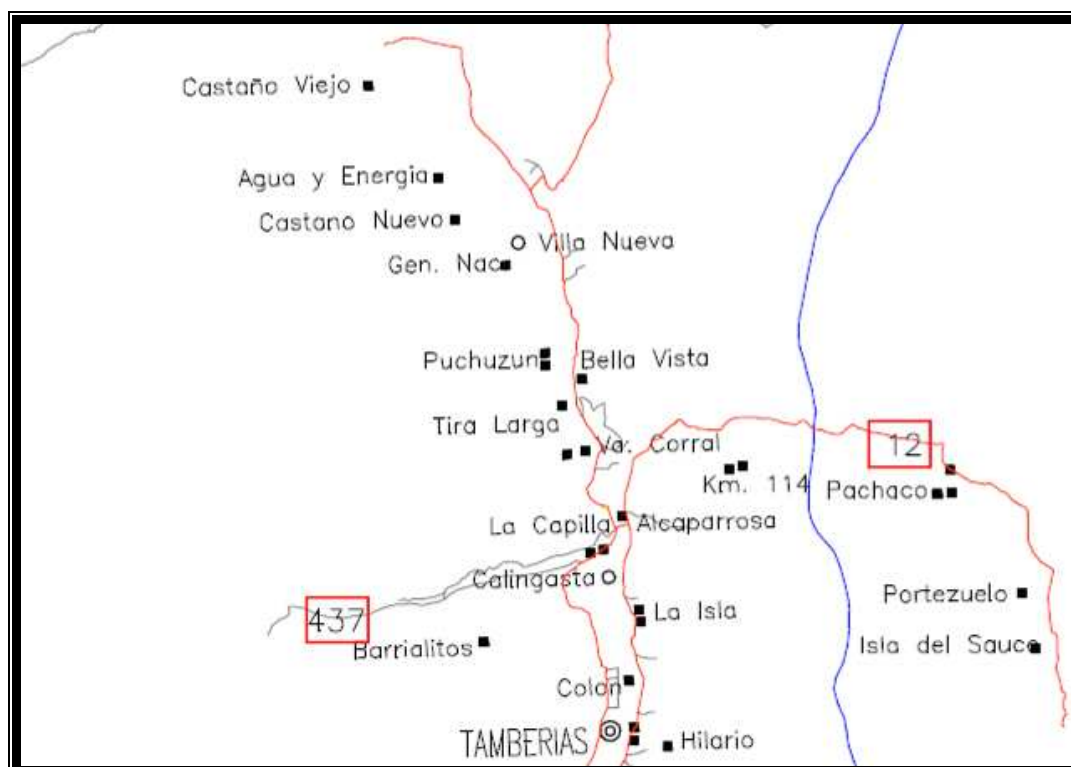 Castaño Viejo
Agua y Energia
Castano Nuevo
Villa Nueva
Gen. Nac
Puchuzun
Bella Vista
Tira Larga
Va. Corral
12
Km. 114
Pachaco
La Capilla
Alcaparrosa
Calingasta
Portezuelo
La Isla
437
Barrialitos
Isla del Sauce
Colon
TAMBERIAS
Hilario